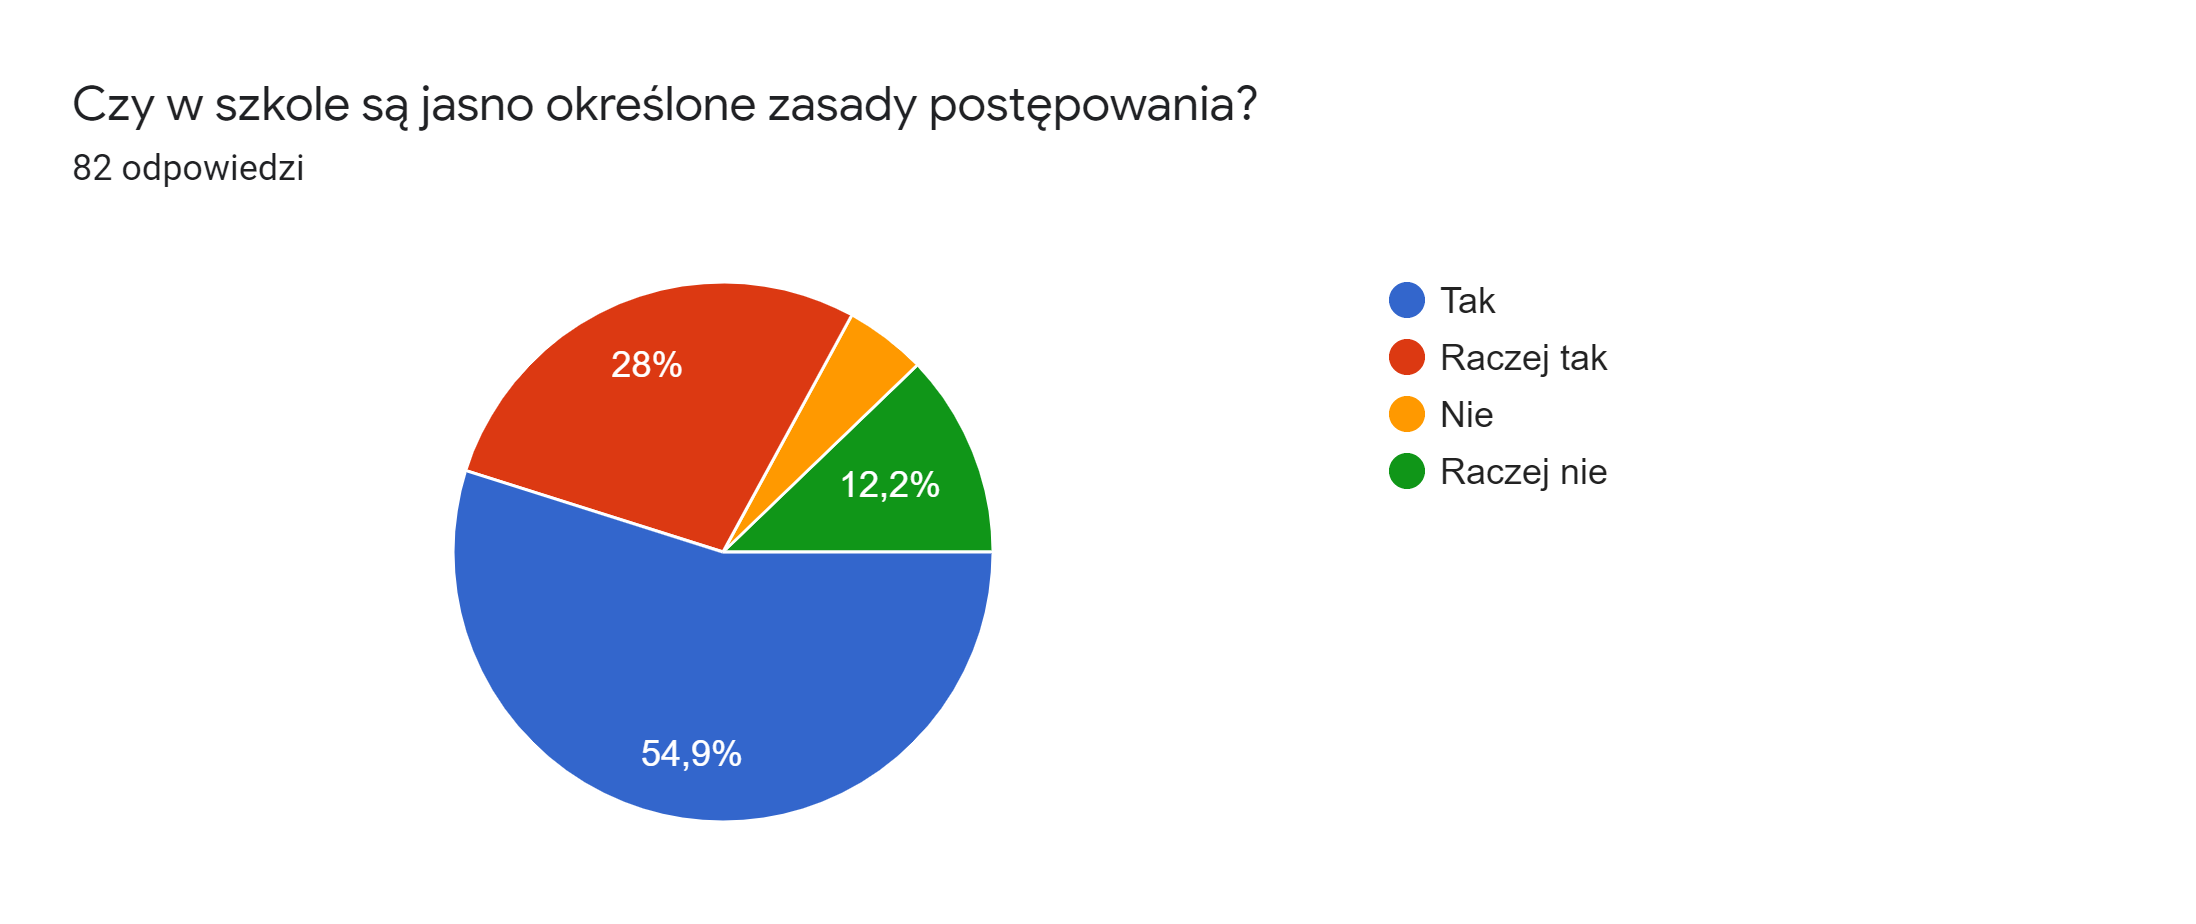 Czy w szkole są jasno określone zasady postępowania?
82 odpowiedzi
28%
12,2%
54,9%
Tak
Raczej tak
Nie
Raczej nie